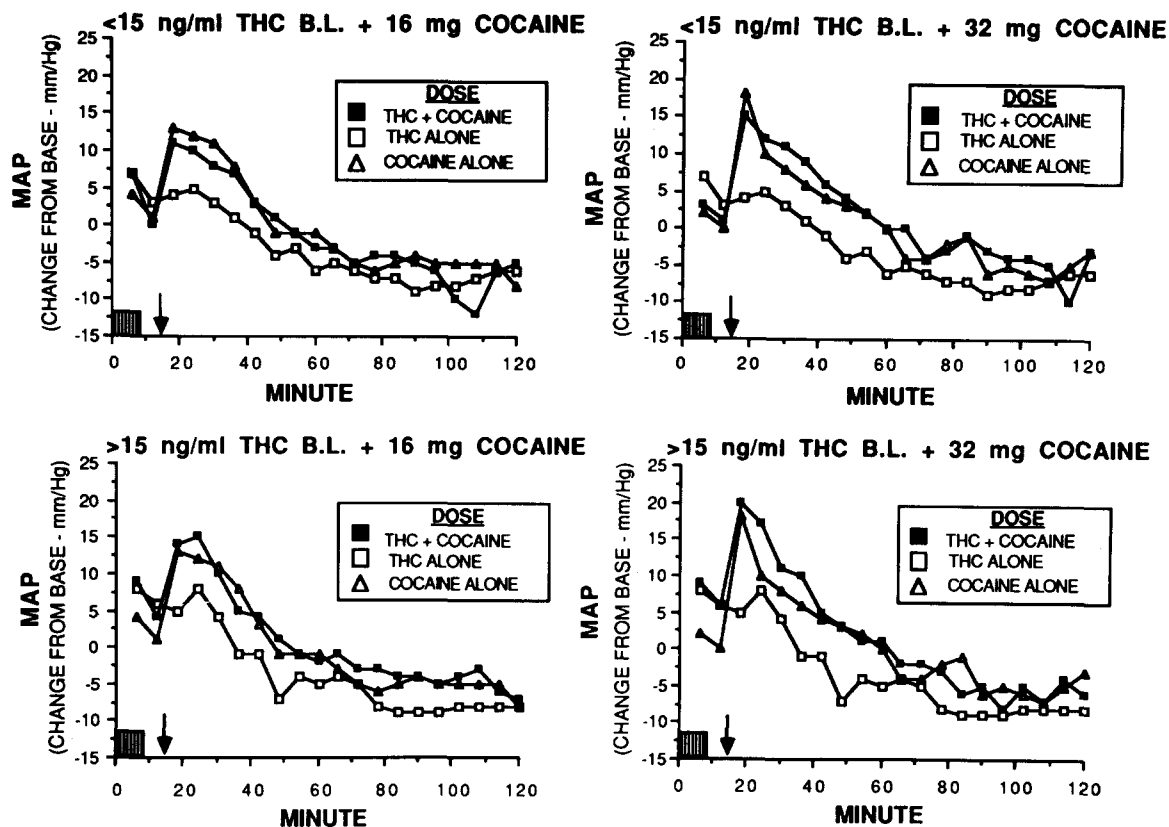 <15 ng/ml THC B.L. + 16 mg COCAINE
MAP
(CHANGE FROM BASE - mm/Hg)
25
20
15
10
5
0
-5
-10
-15
DOSE
THC + COCAINE
THC ALONE
COCAINE ALONE
0 20 40 60 80 100 120
MINUTE
<15 ng/ml THC B.L. + 32 mg COCAINE
MAP
(CHANGE FROM BASE - mm/Hg)
25
20
15
10
5
0
-5
-10
-15
DOSE
THC + COCAINE
THC ALONE
COCAINE ALONE
0 20 40 60 80 100 120
MINUTE
>15 ng/ml THC B.L. + 16 mg COCAINE
MAP
(CHANGE FROM BASE - mm/Hg)
25
20
15
10
5
0
-5
-10
-15
DOSE
THC + COCAINE
THC ALONE
COCAINE ALONE
0 20 40 60 80 100 120
MINUTE
>15 ng/ml THC B.L. + 32 mg COCAINE
MAP
(CHANGE FROM BASE - mm/Hg)
25
20
15
10
5
0
-5
-10
-15
DOSE
THC + COCAINE
THC ALONE
COCAINE ALONE
0 20 40 60 80 100 120
MINUTE